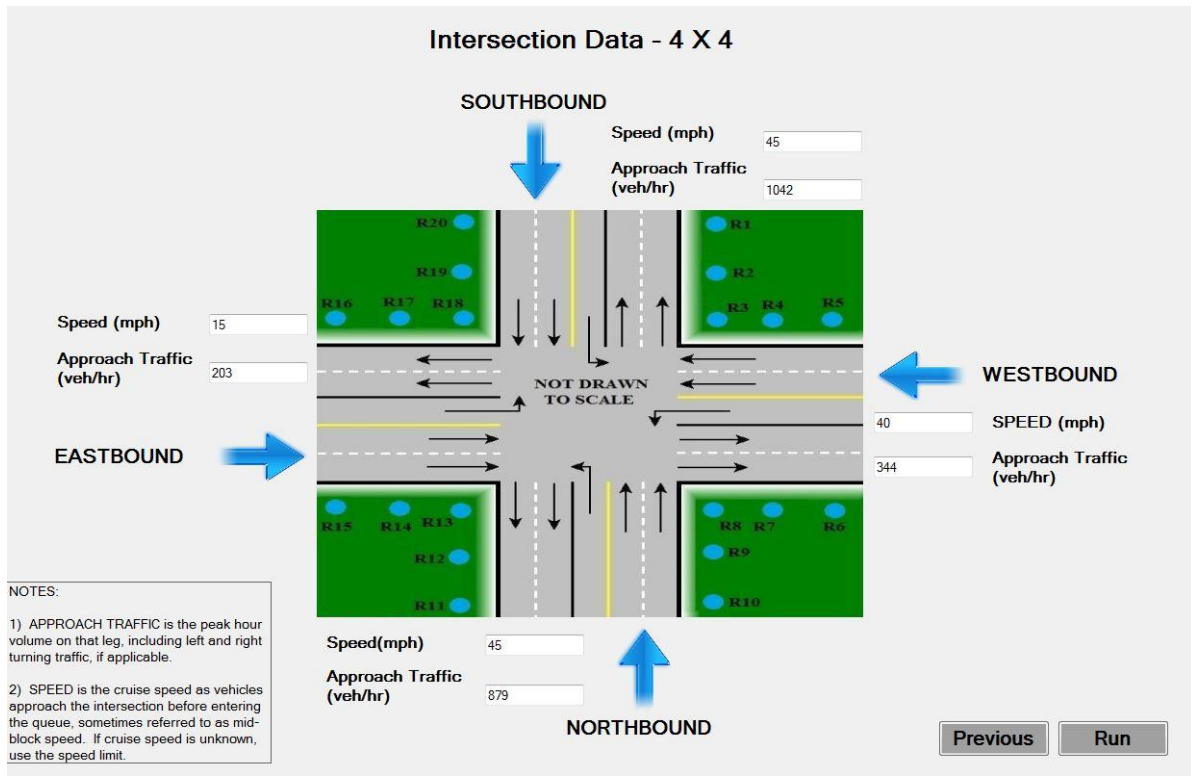 Intersection Data - 4 X 4
SOUTHBOUND
Speed (mph)
45
Approach Traffic
(veh/hr)
1042
R20
R1
R19
R2
R16 R17 R18
R3 R4 R5
Speed (mph)
15
Approach Traffic
(veh/hr)
203
NOT DRAWN
TO SCALE
WESTBOUND
40
SPEED (mph)
344
Approach Traffic
(veh/hr)
EASTBOUND
R15 R14 R13
R8 R7 R6
R12
R9
R11
R10
NOTES:
1) APPROACH TRAFFIC is the peak hour
volume on that leg, including left and right
turning traffic, if applicable.
2) SPEED is the cruise speed as vehicles
approach the intersection before entering
the queue, sometimes referred to as mid-
block speed. If cruise speed is unknown,
use the speed limit.
Speed(mph)
45
Approach Traffic
(veh/hr)
879
NORTHBOUND
Previous
Run